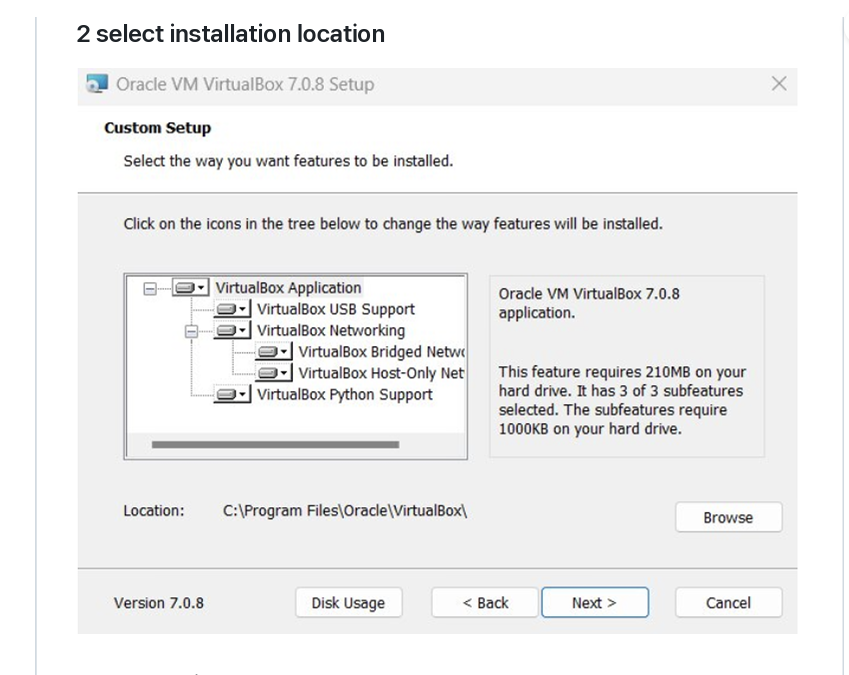 2 select installation location
Oracle VM VirtualBox 7.0.8 Setup
Custom Setup
Select the way you want features to be installed.
Click on the icons in the tree below to change the way features will be installed.
VirtualBox Application
VirtualBox USB Support
VirtualBox Networking
VirtualBox Bridged Netwo
VirtualBox Host-Only Net
VirtualBox Python Support
Oracle VM VirtualBox 7.0.8
application.
This feature requires 210MB on your
hard drive. It has 3 of 3 subfeatures
selected. The subfeatures require
1000KB on your hard drive.
Location: C:\Program Files\Oracle\VirtualBox\
Browse
Version 7.0.8
Disk Usage
< Back
Next >
Cancel